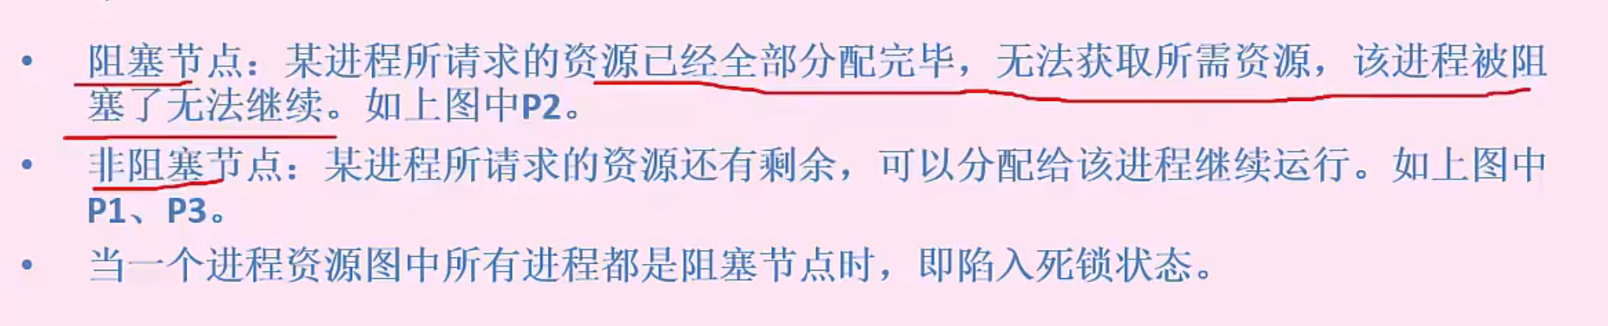 • 阻塞节点：某进程所请求的资源已经全部分配完毕，无法获取所需资源，该进程被阻
塞了无法继续。如上图中P2。
• 非阻塞节点：某进程所请求的资源还有剩余，可以分配给该进程继续运行。如上图中
P1、P3。
• 当一个进程资源图中所有进程都是阻塞节点时，即陷入死锁状态。